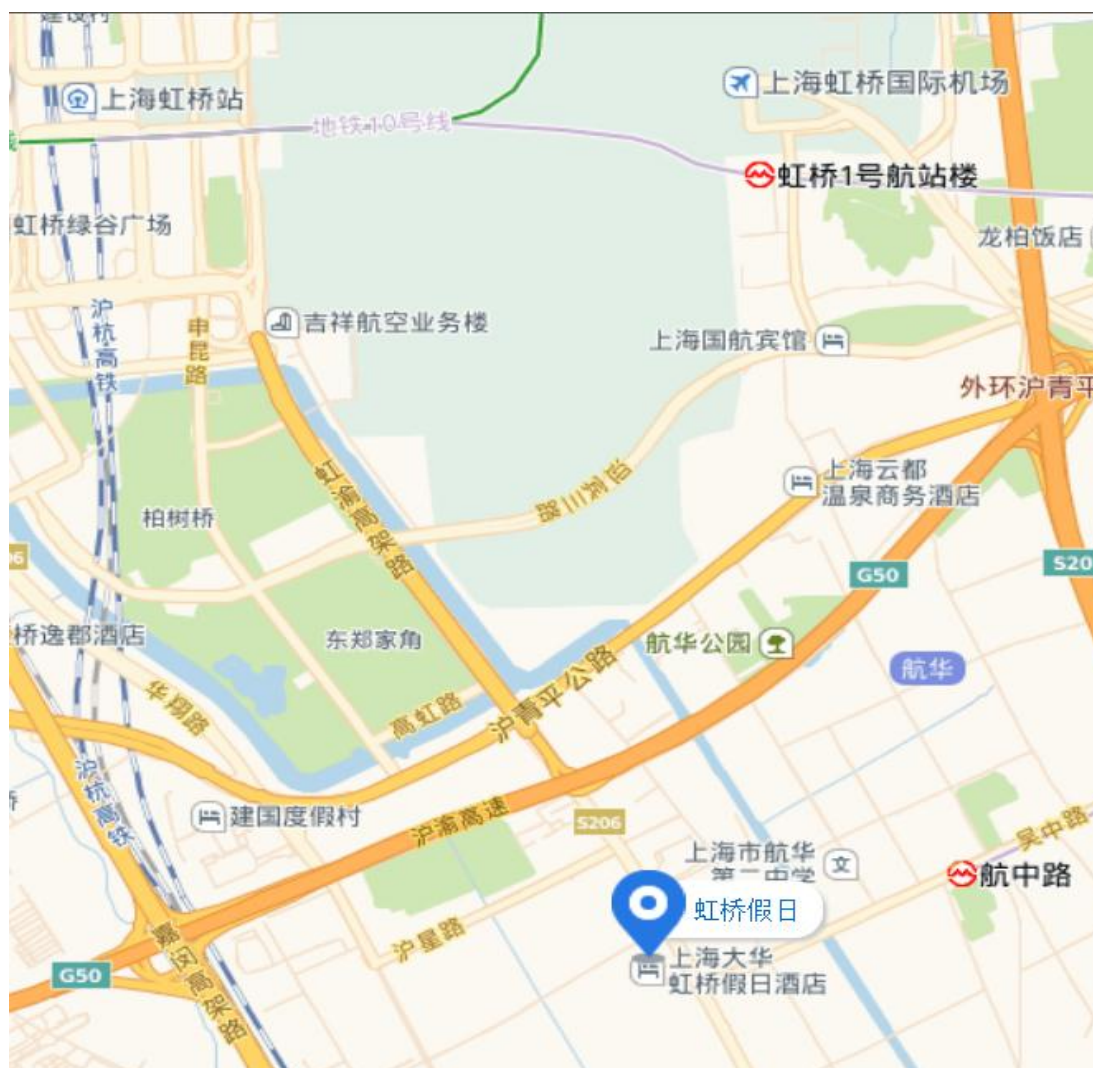 建设村
上海虹桥站
上海虹桥国际机场
地铁10号线
虹桥1号航站楼
虹桥绿谷广场
龙柏饭店
沪杭高铁
申昆路
吉祥航空业务楼
上海国航宾馆
外环沪青平
虹渝高架路
上海云都
温泉商务酒店
柏树桥
迎宾三路
G50
S20
桥逸郡酒店
东郑家角
航华公园
航华
华翔路
高虹路
沪青平公路
沪杭高铁
建国度假村
沪渝高速
S206
吴中路
上海市航华
第二中学
航中路
虹桥假日
沪星路
上海大华
虹桥假日酒店
G50
嘉闵高架路